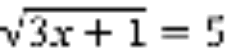 √3x + 1 = 5